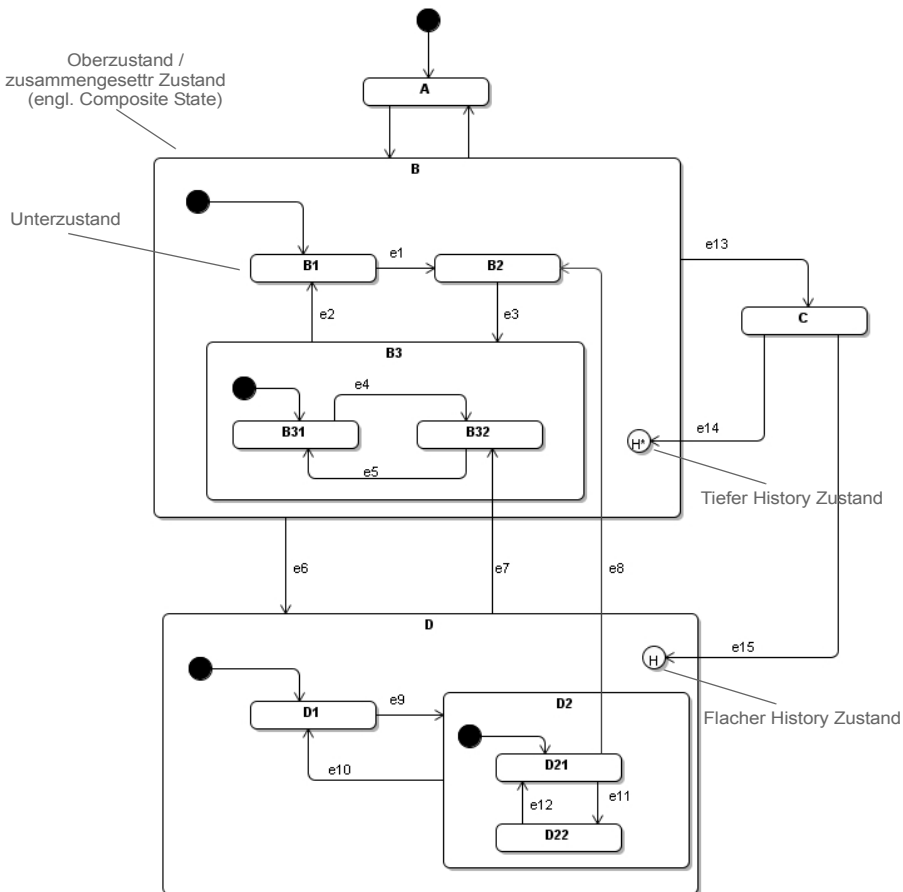 Oberzustand /
zusammengesettr Zustand
(engl. Composite State)
A
B
Unterzustand
e1
B1
B2
e13
e2
e3
C
B3
e4
B31
B32
e14
H*
e5
Tiefer History Zustand
e6
e7
e8
D
e15
H
e9
D2
D1
Flacher History Zustand
D21
e10
e11
e12
D22